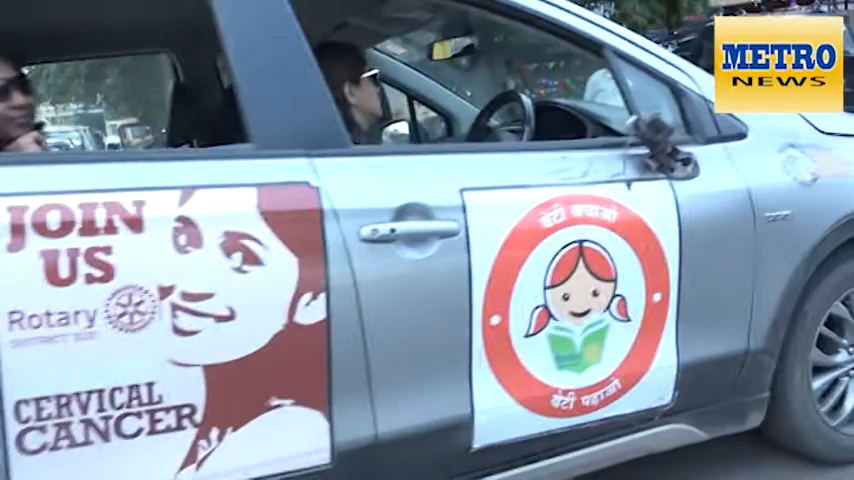 METRO
NEWS
JOIN
US
Rotary
CERVICAL
CANCER
बेटी बचाओ
बेटी पढ़ाओ